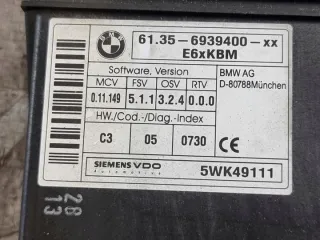 BMW
61.35-6939400-xx
E6xKBM
Software, Version
MCV FSV OSV RTV
0.11.149 5.1.1 3.2.4 0.0.0
BMW AG
D-80788München
HW./Cod.-/Diag.-Index
C3 05 0730 CE
SIEMENS VDO 5WK49111
28
13